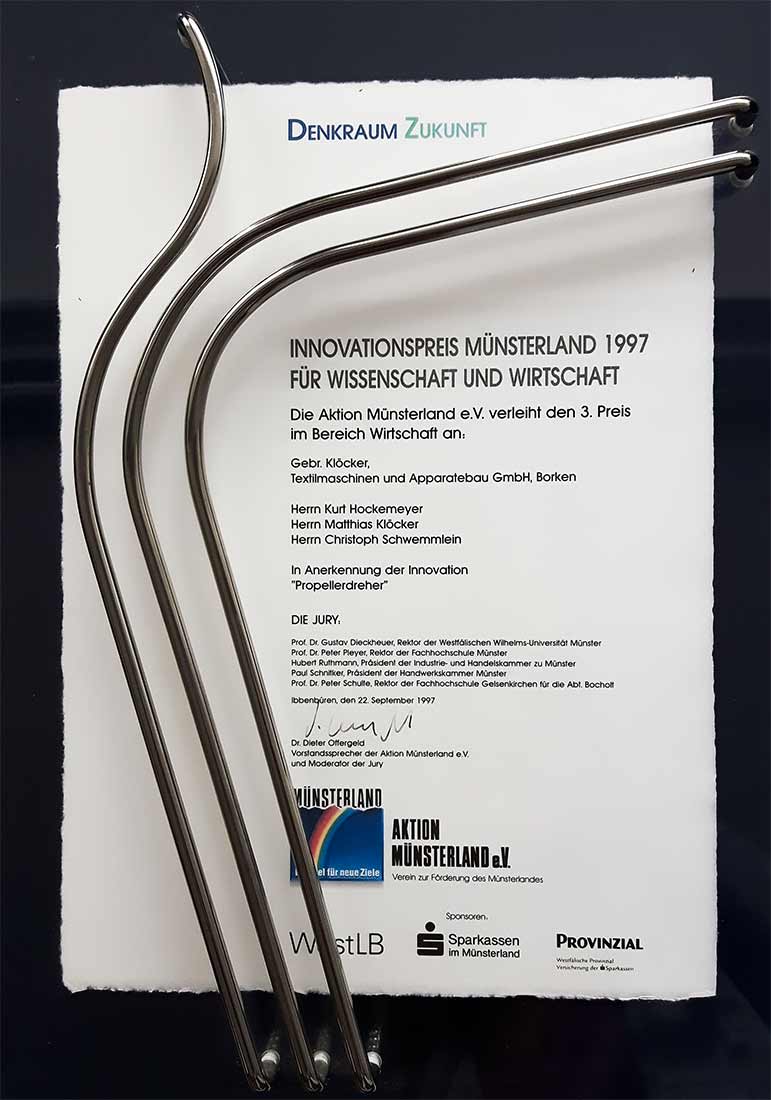 DENKRAUM ZUKUNFT
INNOVATIONSPREIS MÜNSTERLAND 1997
FÜR WISSENSCHAFT UND WIRTSCHAFT
Die Aktion Münsterland e.V. verleiht den 3. Preis
im Bereich Wirtschaft an:
Gebr. Klöcker,
Textilmaschinen und Apparatebau GmbH, Borken
Herrn Kurt Hockemeyer
Herrn Matthias Klöcker
Herrn Christoph Schwemmlein
In Anerkennung der Innovation
"Propellerdreher"
DIE JURY:
Prof. Dr. Gustav Dieckheuer, Rektor der Westfälischen Wilhelms-Universität Münster
Prof. Dr. Peter Pleyer, Rektor der Fachhochschule Münster
Hubert Ruthmann, Präsident der Industrie- und Handelskammer zu Münster
Paul Schnitker, Präsident der Handwerkskammer Münster
Prof. Dr. Peter Schulte, Rektor der Fachhochschule Gelsenkirchen für die Abt. Bocholt
Ibbenbüren, den 22. September 1997
Dr. Dieter Offergeld
Vorstandssprecher der Aktion Münsterland e.V.
und Moderator der Jury
MÜNSTERLAND
für neue Ziele
AKTION
MÜNSTERLAND e.V.
Verein zur Förderung des Münsterlandes
Sponsoren:
WestLB
Sparkassen
im Münsterland
PROVINZIAL
Westfälische Provinzial
Versicherung der Sparkassen